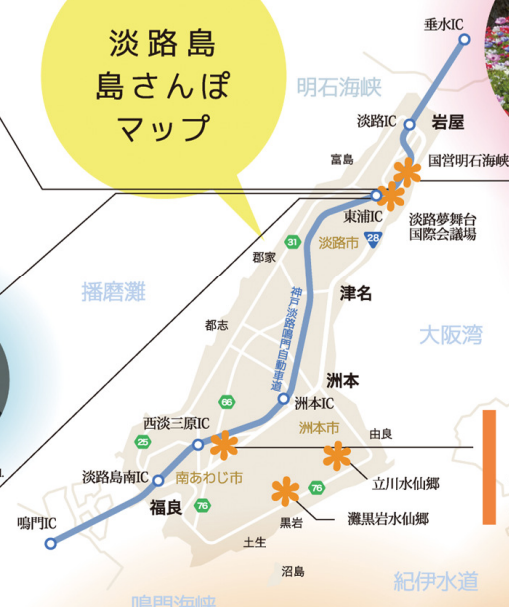 淡路島
島さんぽ
マップ
垂水IC
明石海峡
淡路IC
岩屋
富島
国営明石海峡
東浦IC
淡路夢舞台
国際会議場
31
淡路市
28
郡家
播磨灘
神戸淡路鳴門自動車道
津名
都志
大阪湾
洲本
66
洲本IC
西淡三原IC
洲本市
由良
25
淡路島南IC
南あわじ市
立川水仙郷
76
76
福良
灘黒岩水仙郷
鳴門IC
黒岩
土生
沼島
紀伊水道
鳴門海峡